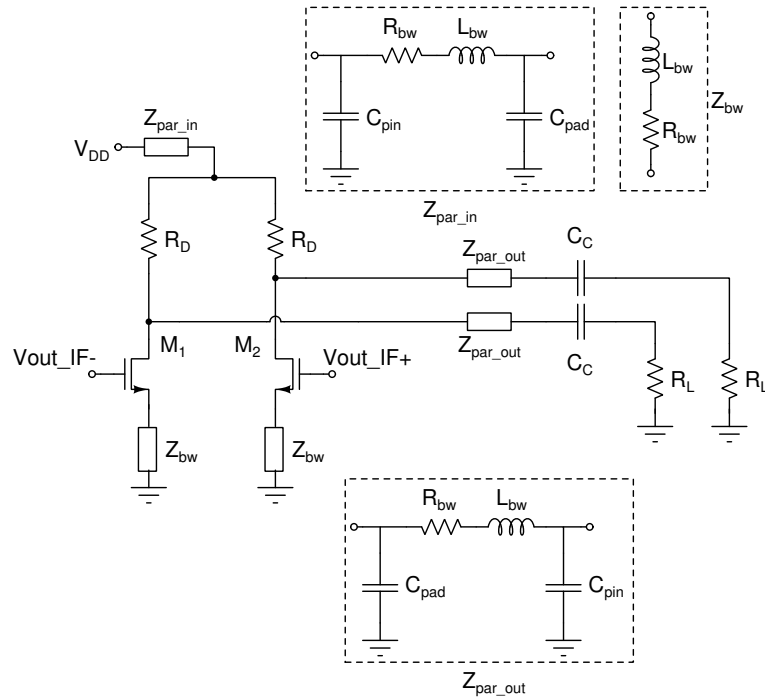 R_bw L_bw
C_pin C_pad
Z_par_in
L_bw
R_bw
Z_bw
Z_par_in
V_DD
R_D R_D
Z_par_out C_C
Z_par_out C_C
M_1 M_2
Vout_IF- Vout_IF+
R_L R_L
Z_bw Z_bw
R_bw L_bw
C_pad C_pin
Z_par_out